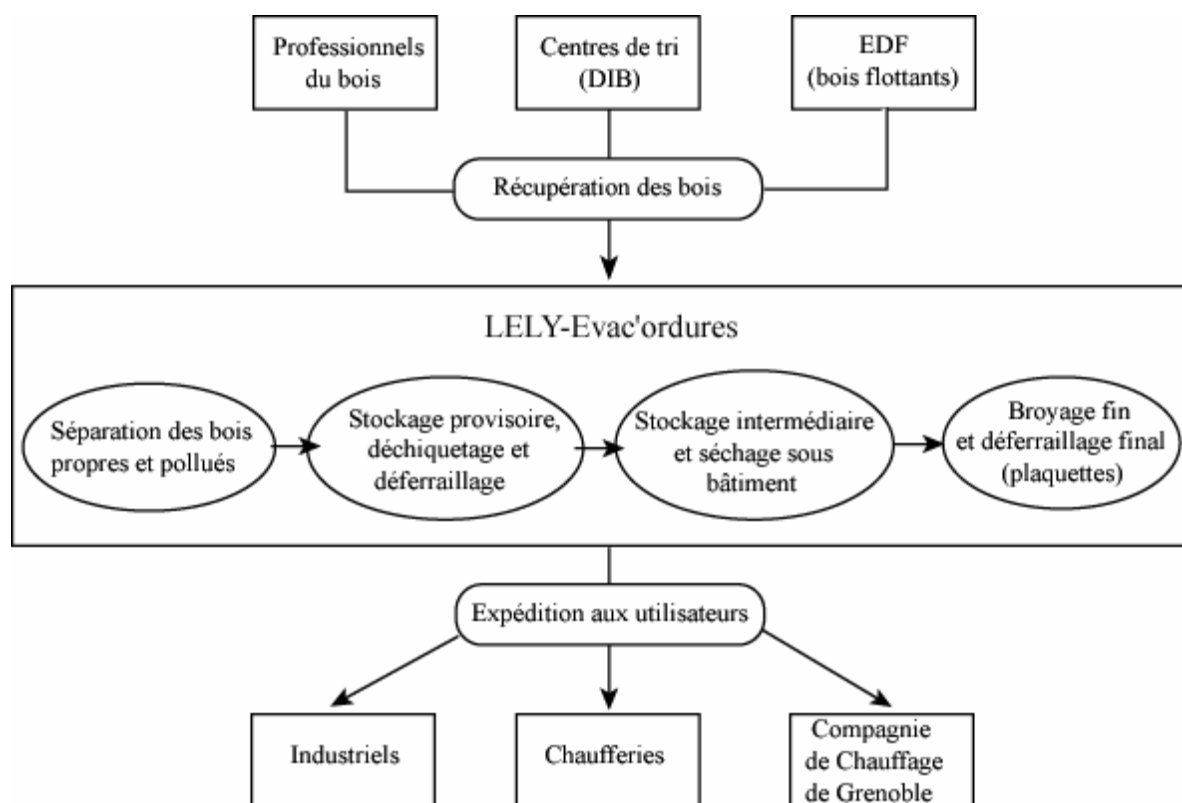 Professionnels
du bois
Centres de tri
(DIB)
EDF
(bois flottants)
Récupération des bois
LELY-Evac'ordures
Séparation des bois
propres et pollués
Stockage provisoire,
déchiquetage et
déferraillage
Stockage intermédiaire
et séchage sous
bâtiment
Broyage fin
et déferraillage final
(plaquettes)
Expédition aux utilisateurs
Industriels
Chaufferies
Compagnie
de Chauffage
de Grenoble